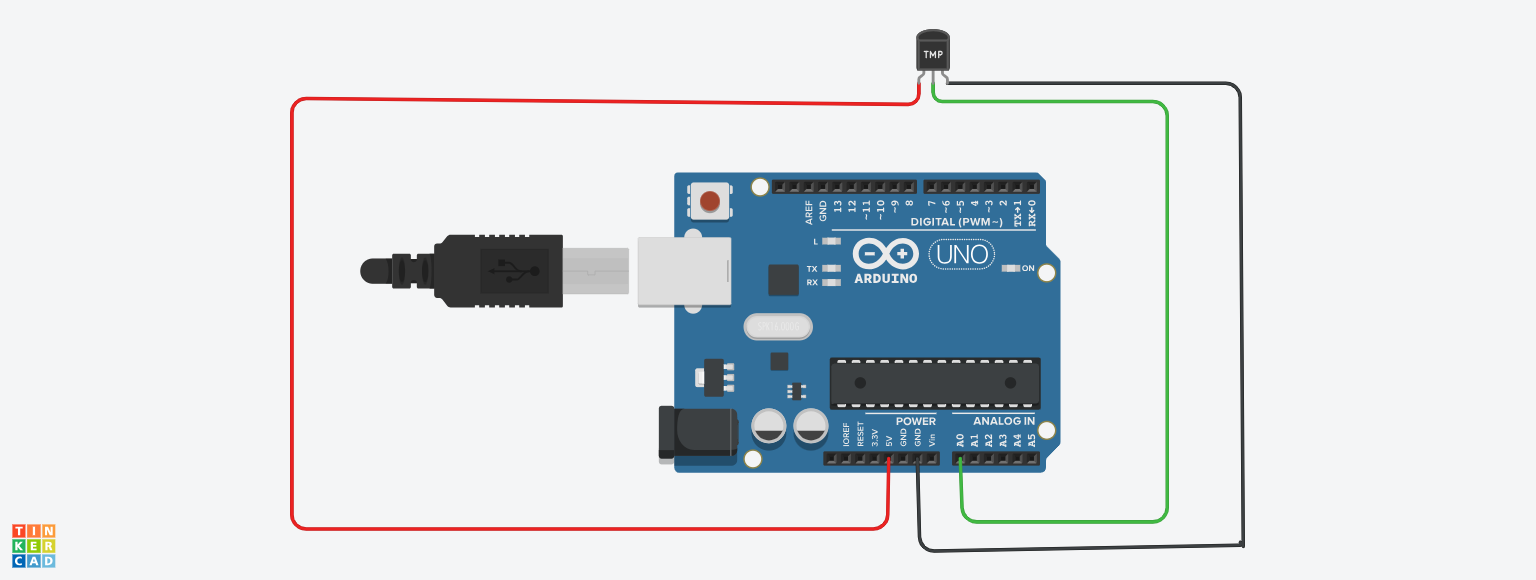 TMP
AREF
GND
13
12
~11
~10
~9
8
7
~6
~5
4
~3
2
TX→1
RX←0
DIGITAL (PWM~)
L
TX
RX
ARDUINO
UNO
ON
POWER
ANALOG IN
IOREF
RESET
3.3V
5V
GND
GND
Vin
A0
A1
A2
A3
A4
A5
TIN
KER
CAD